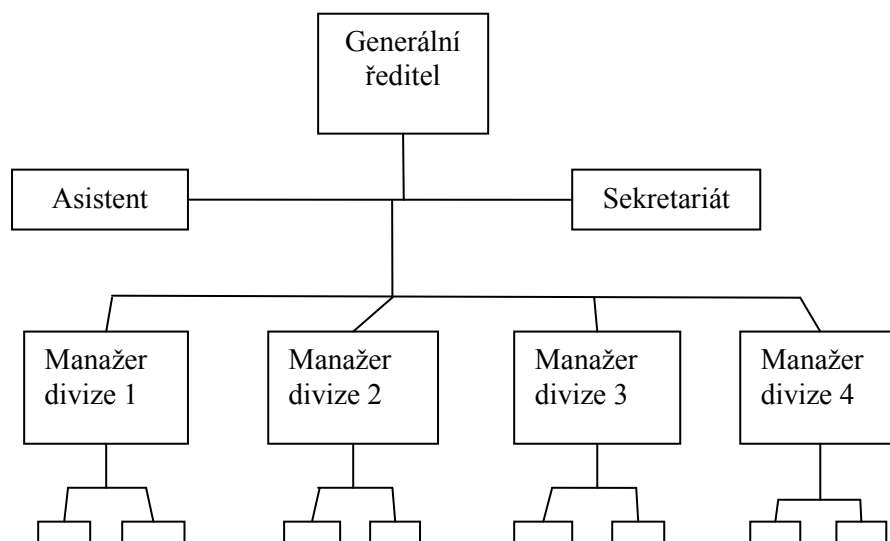 Generální
ředitel
Asistent
Sekretariát
Manažer
divize 1
Manažer
divize 2
Manažer
divize 3
Manažer
divize 4